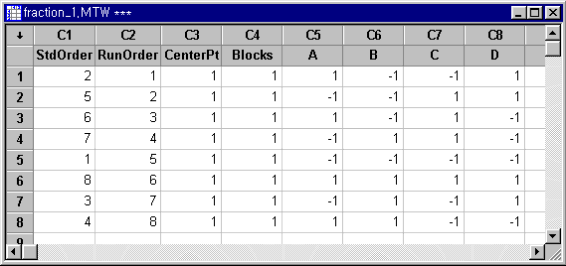 fraction_1.MTW ***
↓ C1 C2 C3 C4 C5 C6 C7 C8
StdOrder RunOrder CenterPt Blocks A B C D
1 2 1 1 1 1 -1 -1 1
2 5 2 1 1 -1 -1 1 1
3 6 3 1 1 1 -1 1 -1
4 7 4 1 1 -1 1 1 -1
5 1 5 1 1 -1 -1 -1 -1
6 8 6 1 1 1 1 1 1
7 3 7 1 1 -1 1 -1 1
8 4 8 1 1 1 1 -1 -1
9